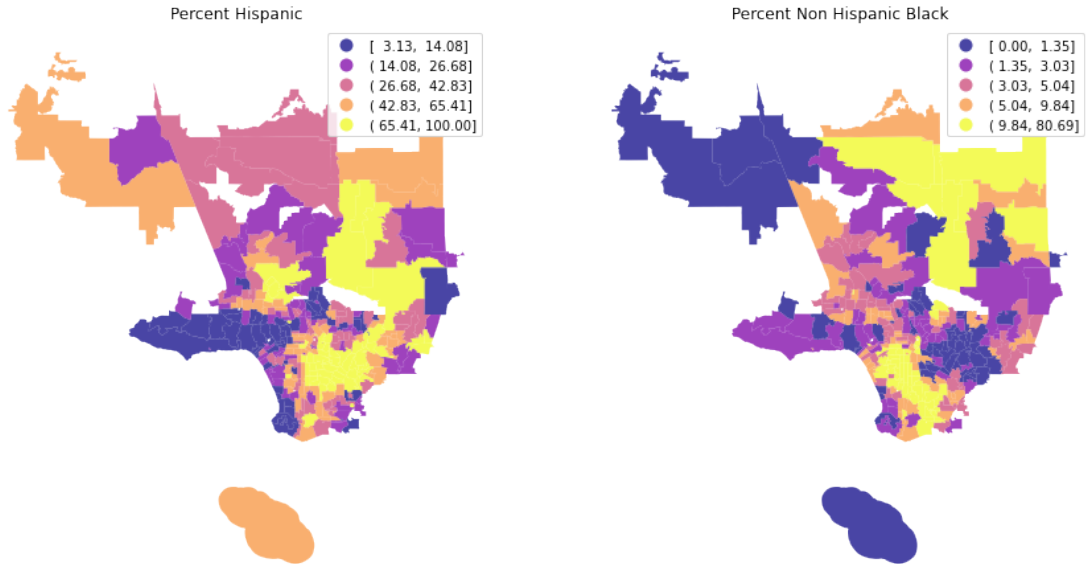 Percent Hispanic
[  3.13,  14.08]
( 14.08,  26.68]
( 26.68,  42.83]
( 42.83,  65.41]
( 65.41, 100.00]
Percent Non Hispanic Black
[ 0.00,  1.35]
( 1.35,  3.03]
( 3.03,  5.04]
( 5.04,  9.84]
( 9.84, 80.69]